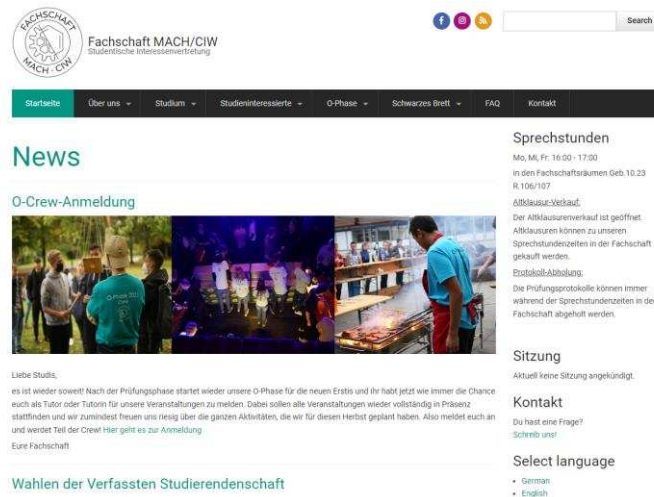 FACHSCHAFT
MACH - CIW
Fachschaft MACH/CIW
Studentische Interessenvertretung
Search
Startseite
Über uns
Studium
Studieninteressierte
O-Phase
Schwarzes Brett
FAQ
Kontakt
News
O-Crew-Anmeldung
O-Phase 2021
Crew
Liebe Studis,
es ist wieder soweit! Nach der Prüfungsphase startet wieder unsere O-Phase für die neuen Erstis und ihr habt jetzt wie immer die Chance
euch als Tutor oder Tutorin für unsere Veranstaltungen zu melden. Dabei sollen alle Veranstaltungen wieder vollständig in Präsenz
stattfinden und wir zumindest freuen uns riesig über die ganzen Aktivitäten, die wir für diesen Herbst geplant haben. Also meldet euch an
und werdet Teil der Crew! Hier geht es zur Anmeldung
Eure Fachschaft
Wahlen der Verfassten Studierendenschaft
Sprechstunden
Mo, Mi, Fr: 16:00 - 17:00
in den Fachschaftsräumen Geb.10.23
R.106/107
Altklausur-Verkauf:
Der Altklausurenverkauf ist geöffnet.
Altklausuren können zu unseren
Sprechstundenzeiten in der Fachschaft
gekauft werden.
Protokoll-Abholung:
Die Prüfungsprotokolle können immer
während der Sprechstundenzeiten in der
Fachschaft abgeholt werden.
Sitzung
Aktuell keine Sitzung angekündigt.
Kontakt
Du hast eine Frage?
Schreib uns!
Select language
German
English